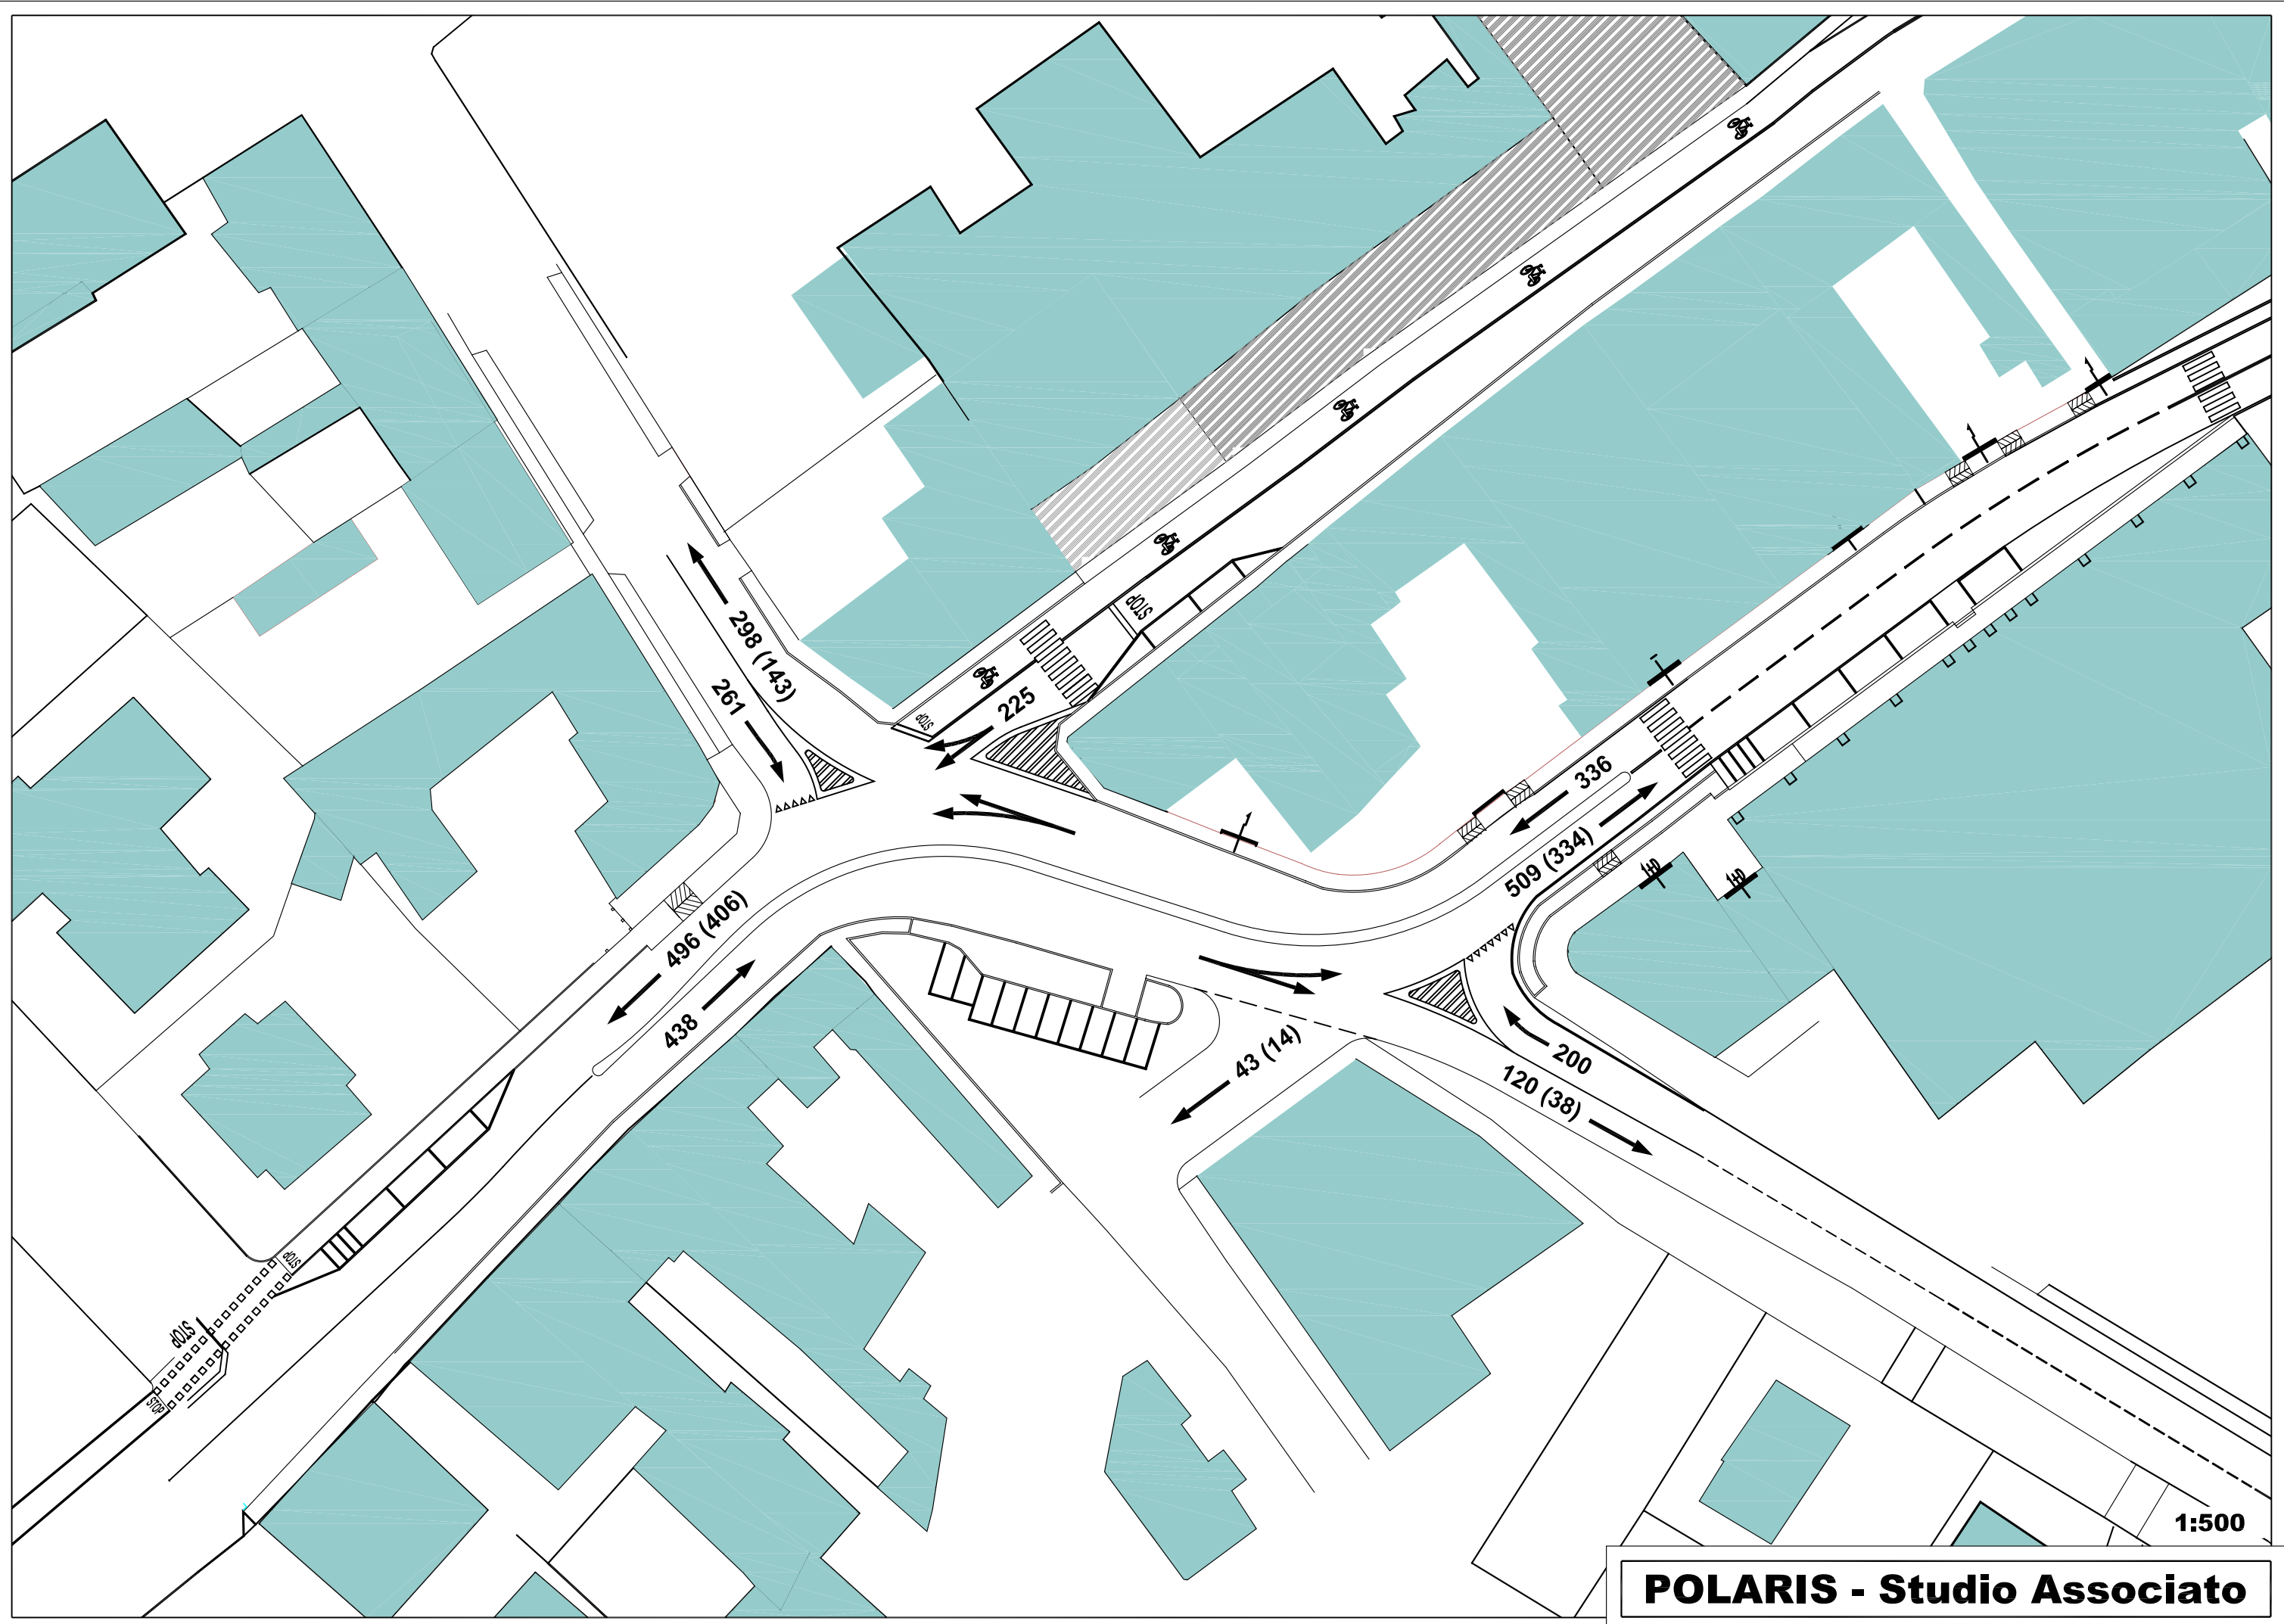 298 (143)
261
STOP
225
STOP
336
509 (334)
496 (406)
438
43 (14)
200
120 (38)
STOP
STOP
STOP
1:500
POLARIS - Studio Associato